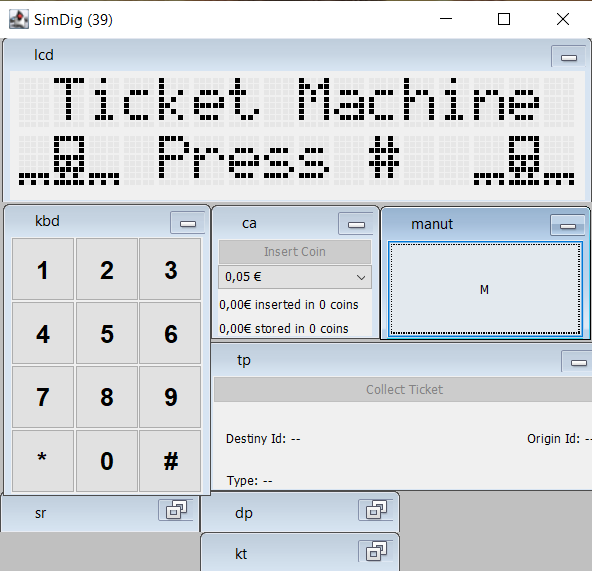 SimDig (39)
lcd
Ticket Machine
Press #
kbd
1 2 3
4 5 6
7 8 9
* 0 #
ca
Insert Coin
0,05 €
0,00€ inserted in 0 coins
0,00€ stored in 0 coins
manut
M
tp
Collect Ticket
Destiny Id: --
Origin Id: --
Type: --
sr
dp
kt